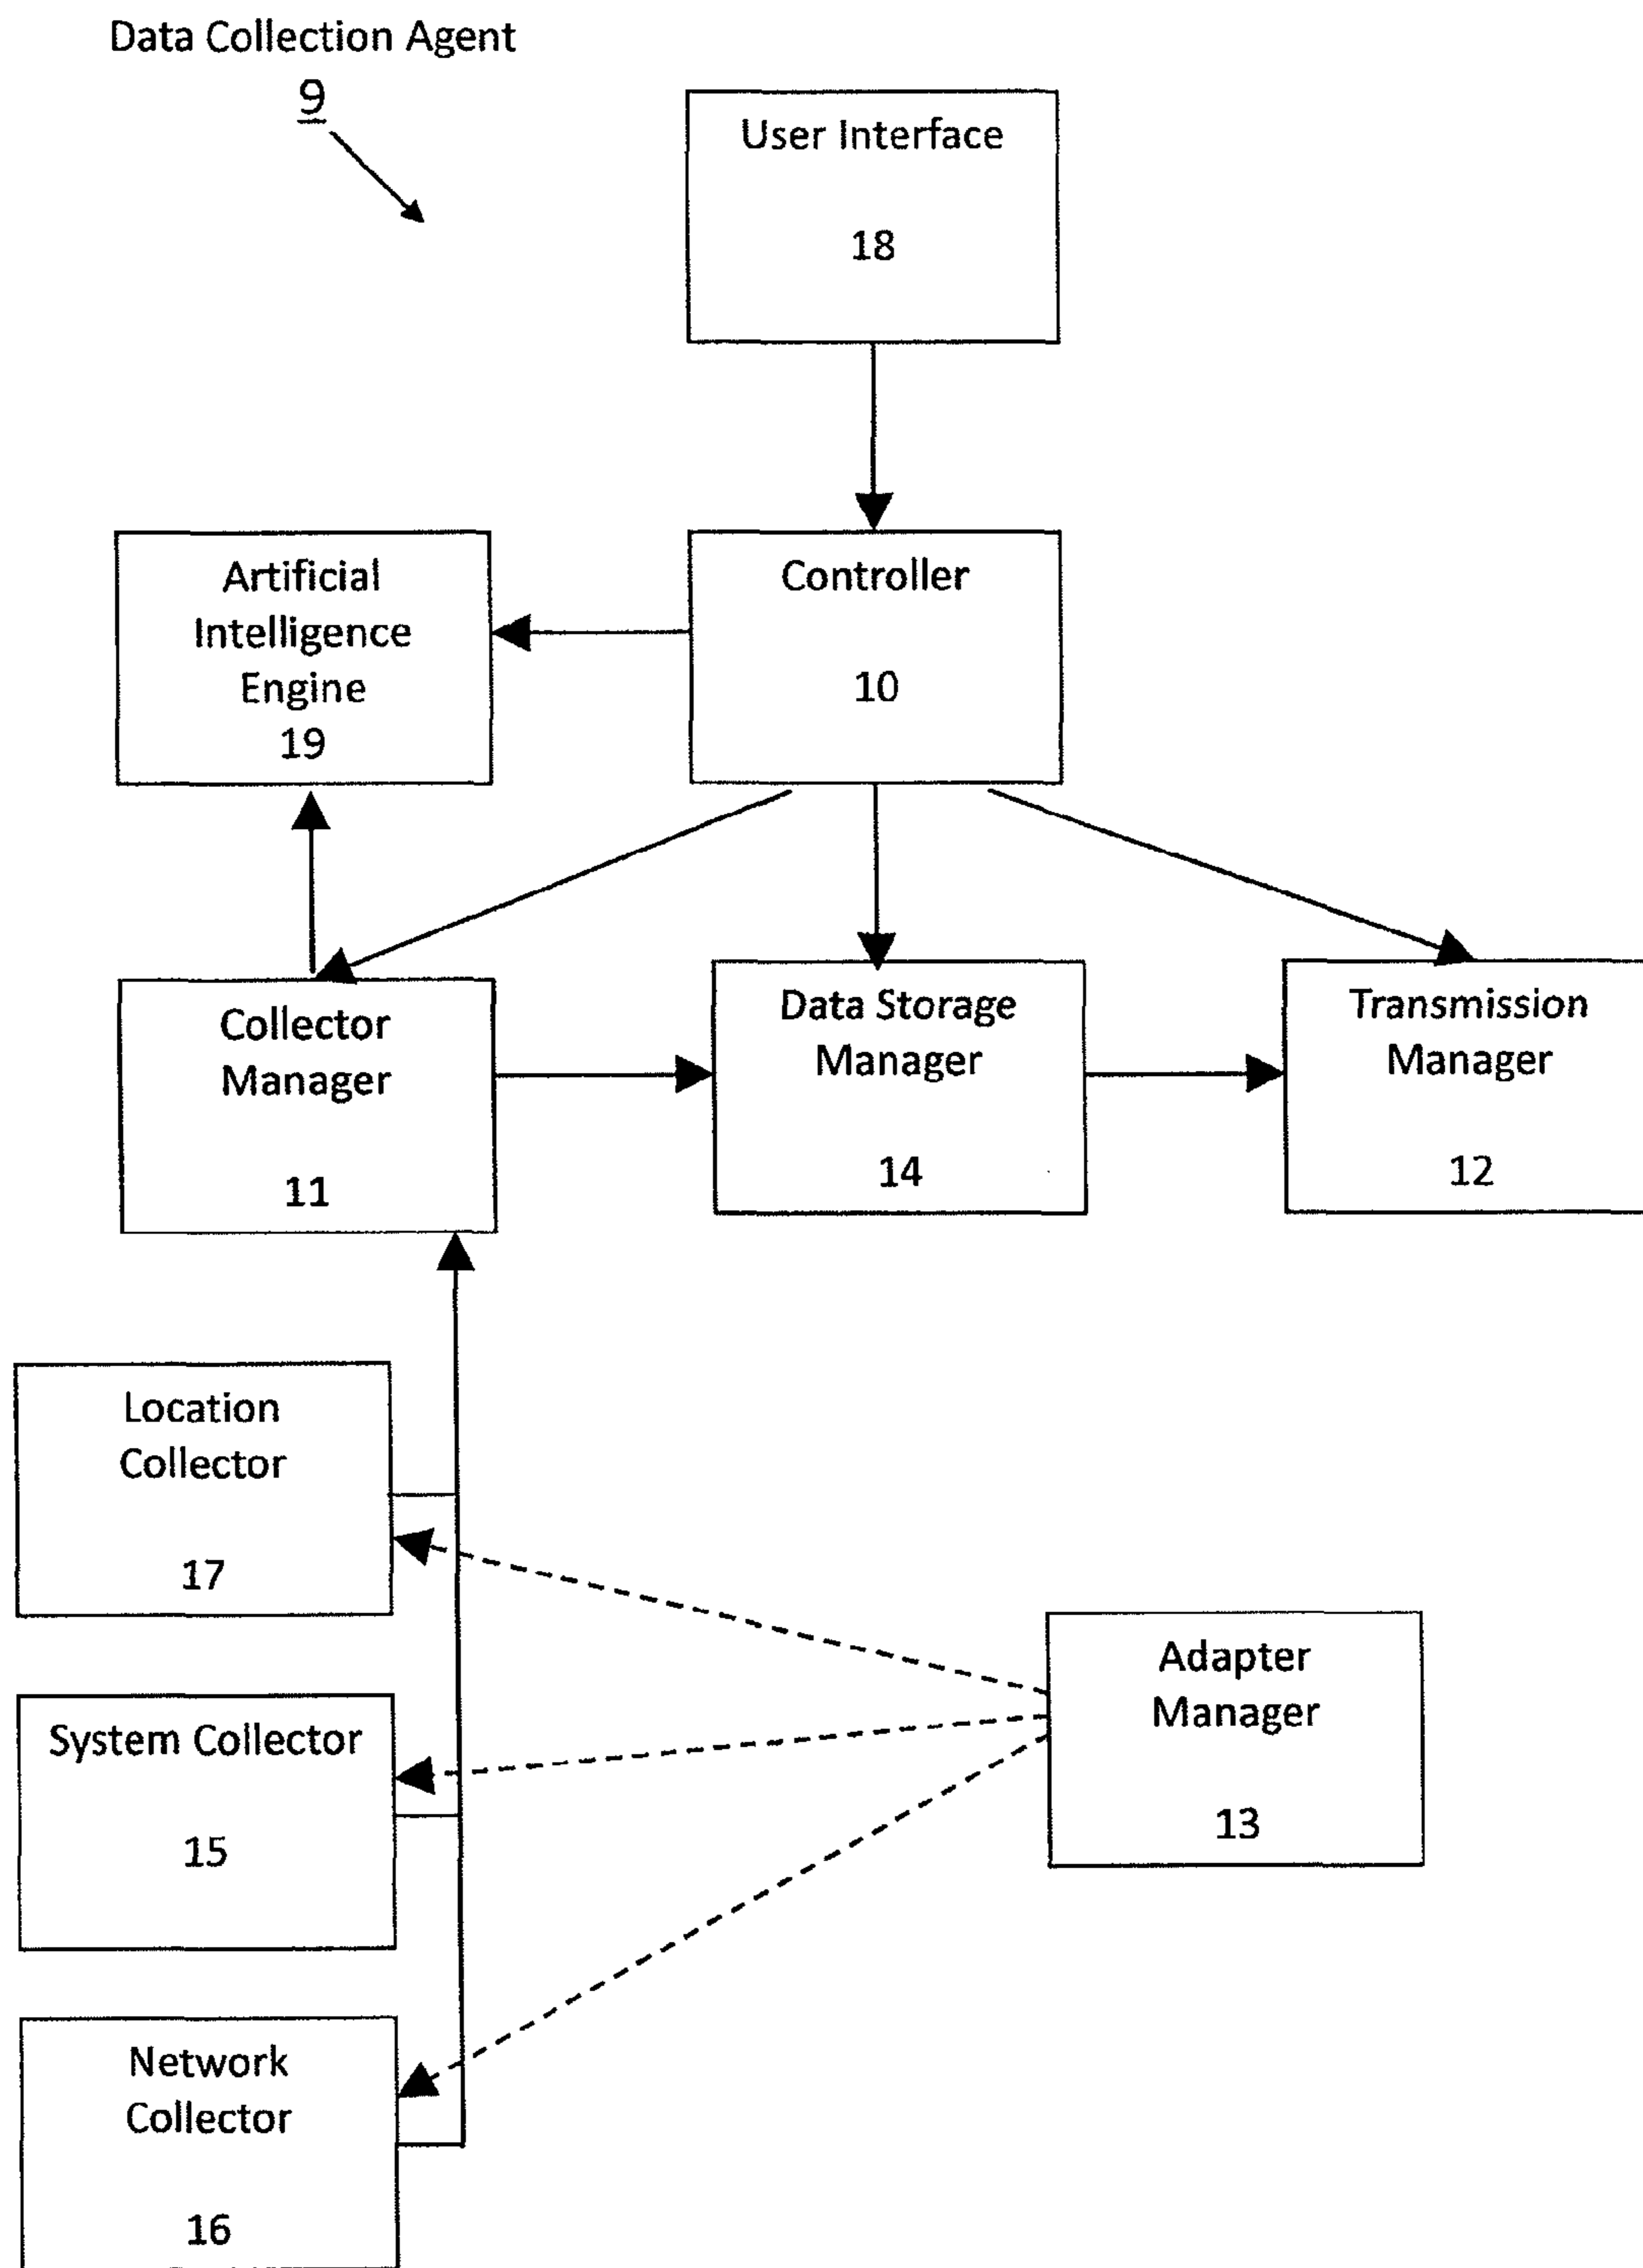 Data Collection Agent
9
User Interface
18
Artificial
Intelligence
Engine
19
Controller
10
Collector
Manager
11
Data Storage
Manager
14
Transmission
Manager
12
Location
Collector
17
Adapter
Manager
13
System Collector
15
Network
Collector
16